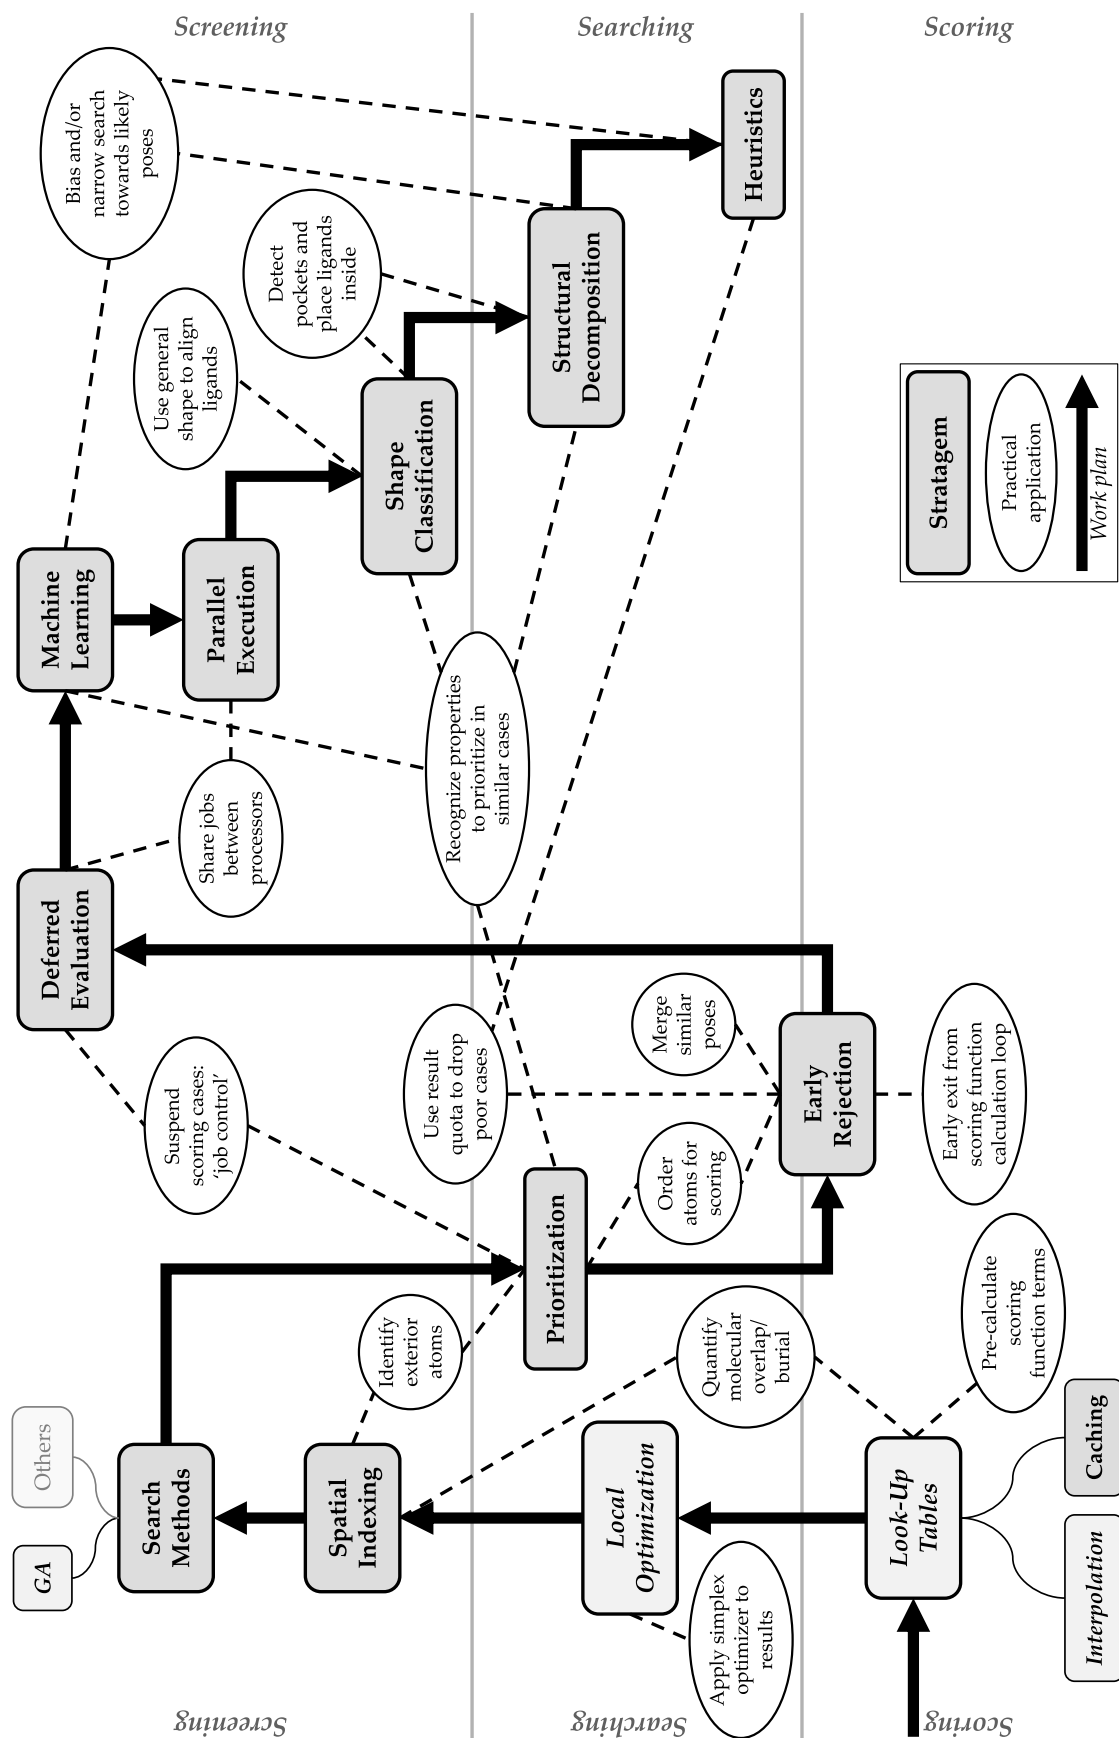 Screening
Searching
Scoring
GA
Others
Search
Methods
Spatial
Indexing
Local
Optimization
Look-Up
Tables
Interpolation
Caching
Apply simplex
optimizer to
results
Pre-calculate
scoring
function terms
Quantify
molecular
overlap/
burial
Identify
exterior
atoms
Prioritization
Suspend
scoring cases:
‘job control’
Order
atoms for
scoring
Use result
quota to drop
poor cases
Merge
similar
poses
Early
Rejection
Early exit from
scoring function
calculation loop
Deferred
Evaluation
Share jobs
between
processors
Recognize properties
to prioritize in
similar cases
Machine
Learning
Parallel
Execution
Shape
Classification
Use general
shape to align
ligands
Detect
pockets and
place ligands
inside
Structural
Decomposition
Bias and/or
narrow search
towards likely
poses
Heuristics
Stratagem
Practical
application
Work plan
Screening
Searching
Scoring